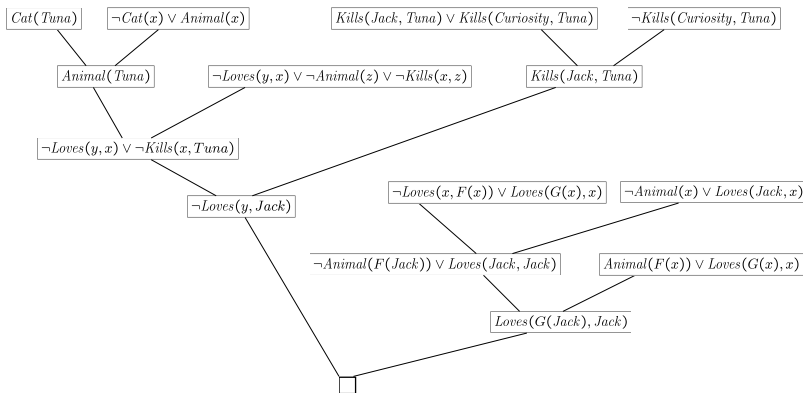 Cat(Tuna) ¬Cat(x) ∨ Animal(x) Kills(Jack, Tuna) ∨ Kills(Curiosity, Tuna) ¬Kills(Curiosity, Tuna)
Animal(Tuna) ¬Loves(y, x) ∨ ¬Animal(z) ∨ ¬Kills(x, z) Kills(Jack, Tuna)
¬Loves(y, x) ∨ ¬Kills(x, Tuna)
¬Loves(x, F(x)) ∨ Loves(G(x), x) ¬Animal(x) ∨ Loves(Jack, x)
¬Loves(y, Jack)
¬Animal(F(Jack)) ∨ Loves(Jack, Jack) Animal(F(x)) ∨ Loves(G(x), x)
Loves(G(Jack), Jack)